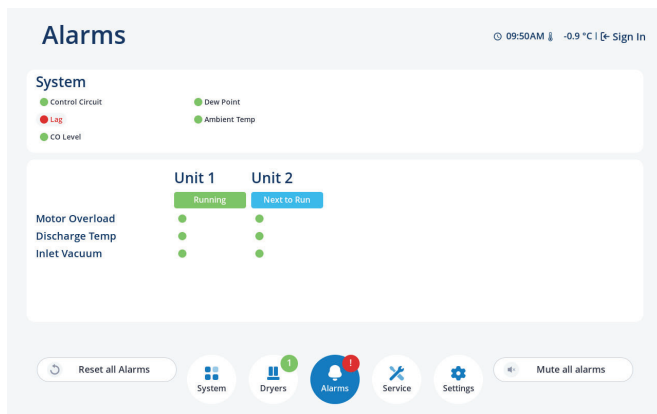 Alarms
09:50AM -0.9 °C | Sign In
System
Control Circuit
Dew Point
Lag
Ambient Temp
CO Level
Unit 1 Unit 2
Running Next to Run
Motor Overload
Discharge Temp
Inlet Vacuum
Reset all Alarms
1
!
System Dryers Alarms Service Settings
Mute all alarms